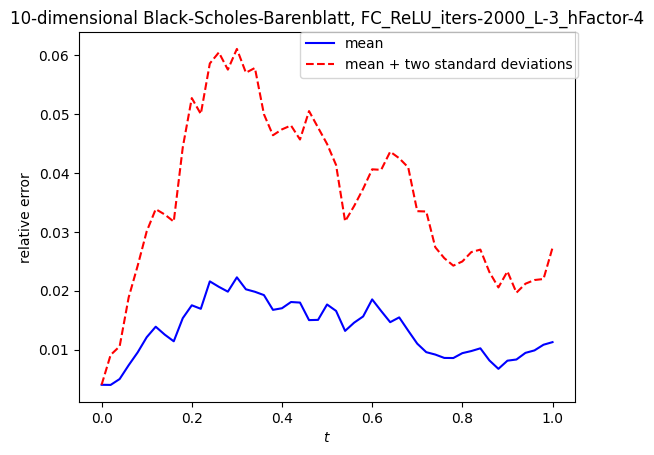 10-dimensional Black-Scholes-Barenblatt, FC_ReLU_iters-2000_L-3_hFactor-4
mean
mean + two standard deviations
relative error
0.06
0.05
0.04
0.03
0.02
0.01
0.0
0.2
0.4
0.6
0.8
1.0
t